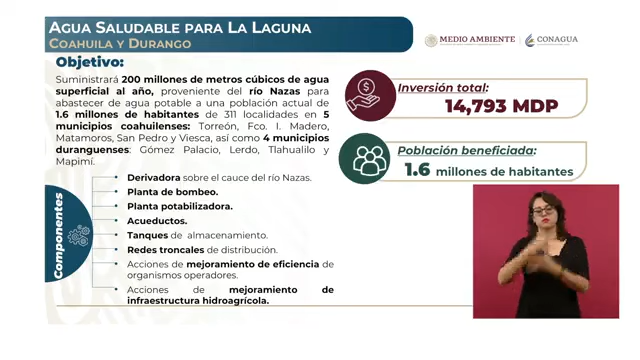 AGUA SALUDABLE PARA LA LAGUNA
COAHUILA Y DURANGO
MEDIO AMBIENTE
CONAGUA
Objetivo:
Suministrará 200 millones de metros cúbicos de agua
superficial al año, proveniente del río Nazas para
abastecer de agua potable a una población actual de
1.6 millones de habitantes de 311 localidades en 5
municipios coahuilenses: Torreón, Fco. I. Madero,
Matamoros, San Pedro y Viesca, así como 4 municipios
duranguenses: Gómez Palacio, Lerdo, Tlahualilo y
Mapimí.
Inversión total:
14,793 MDP
Población beneficiada:
1.6 millones de habitantes
Componentes
• Derivadora sobre el cauce del río Nazas.
• Planta de bombeo.
• Planta potabilizadora.
• Acueductos.
• Tanques de almacenamiento.
• Redes troncales de distribución.
• Acciones de mejoramiento de eficiencia de
organismos operadores.
• Acciones de mejoramiento de
infraestructura hidroagrícola.